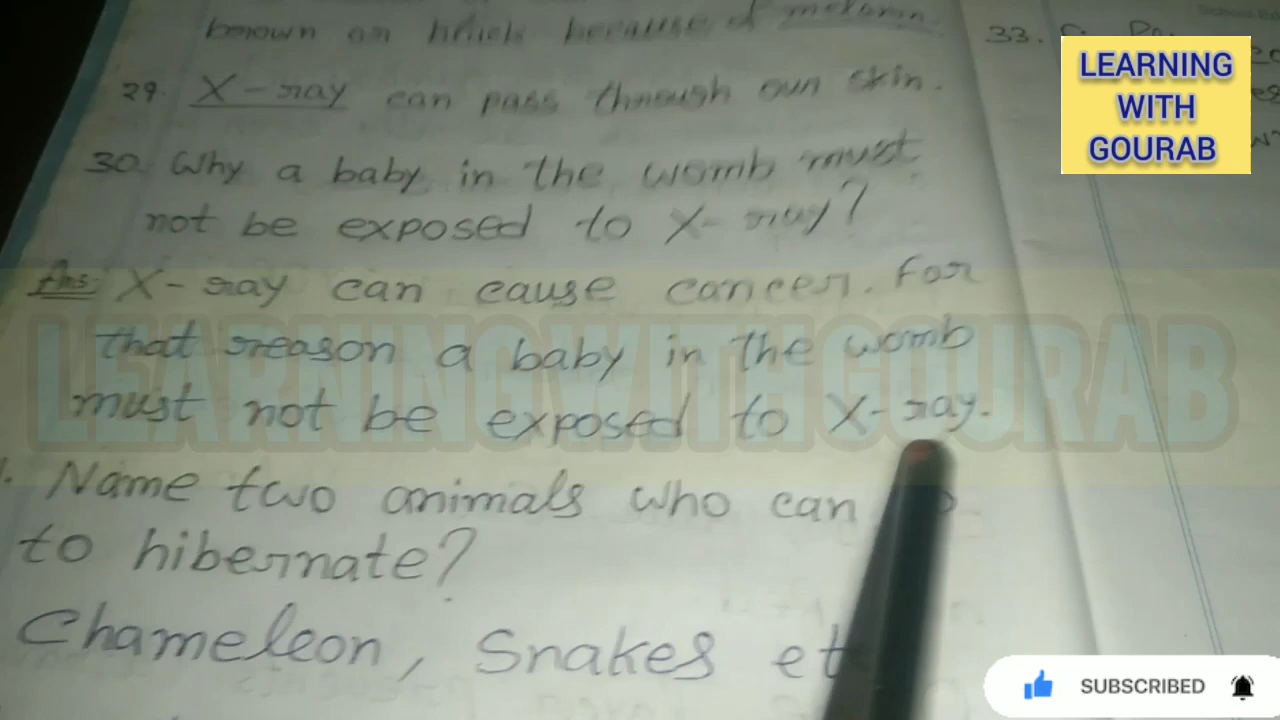 brown or black because of melanin.
29. X-ray can pass through our skin.
30. Why a baby in the womb must
not be exposed to X-ray?
Ans: X-ray can cause cancer. For
that reason a baby in the womb
must not be exposed to X-ray.
. Name two animals who can
to hibernate?
Chameleon, Snakes et
33.
LEARNING
WITH
GOURAB
LEARNINGWITHGOURAB
SUBSCRIBED